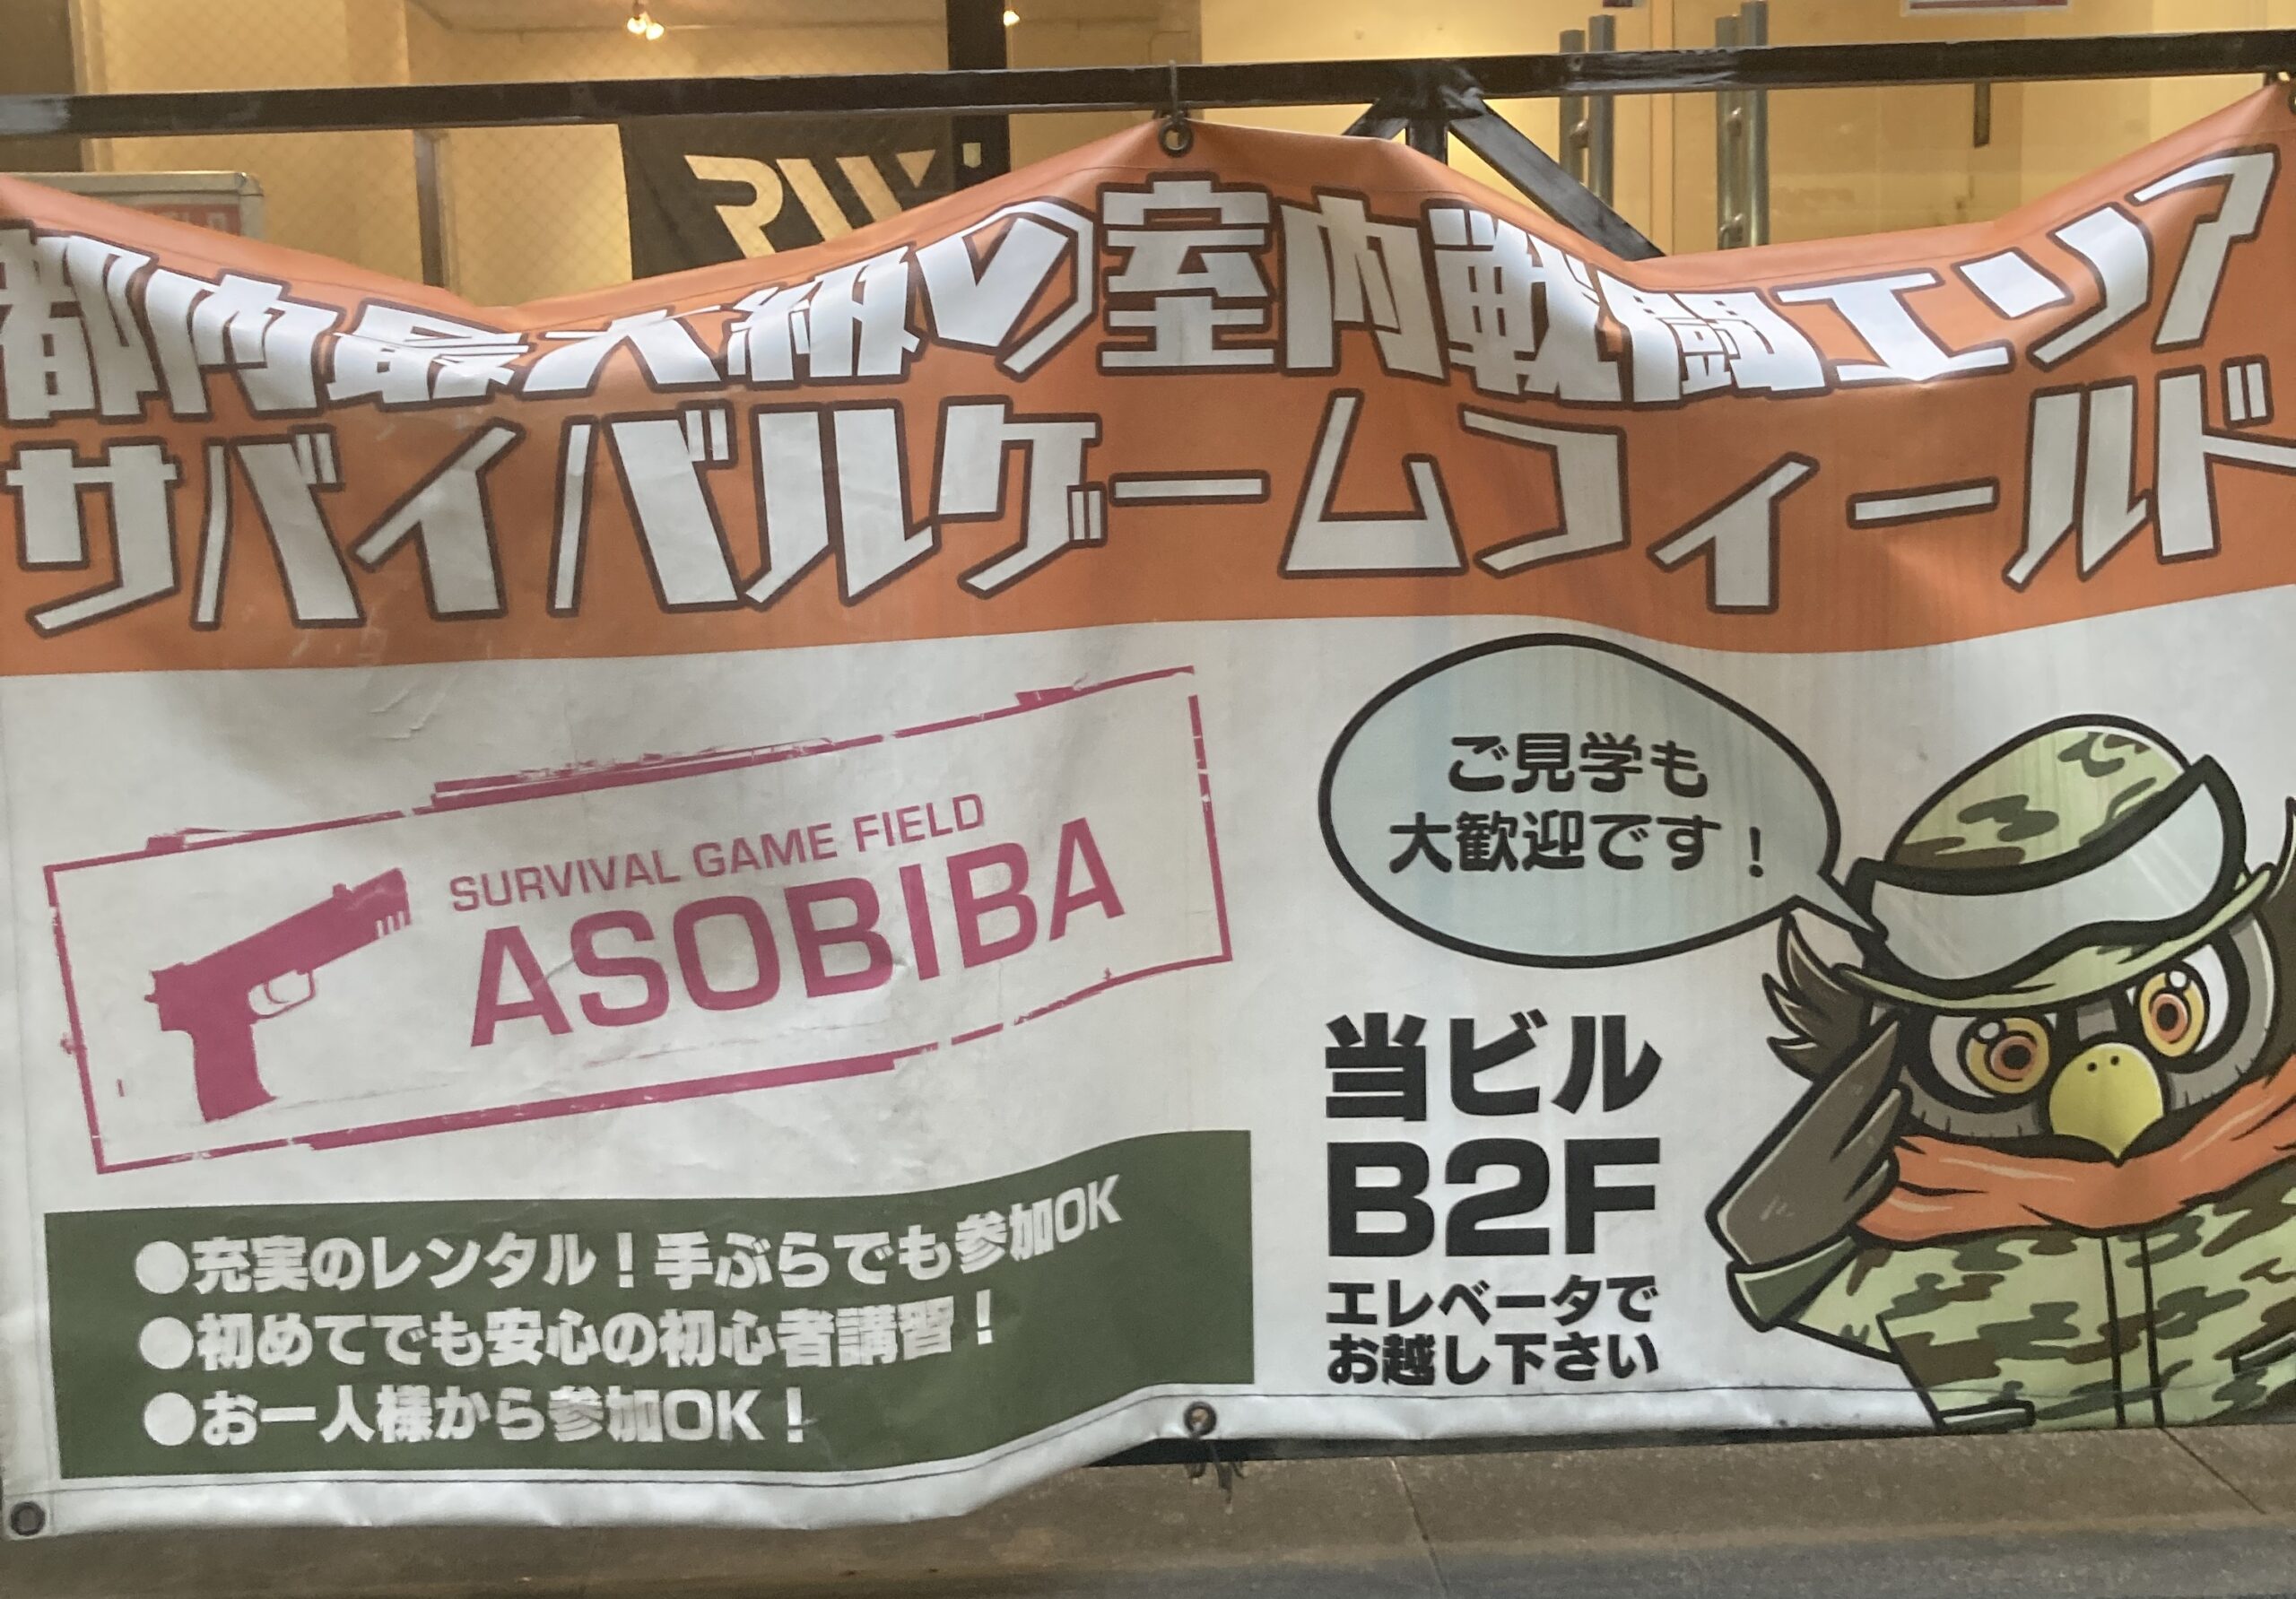 RW
都内最大級の室内戦闘エリア
サバイバルゲームフィールド
SURVIVAL GAME FIELD
ASOBIBA
●充実のレンタル！手ぶらでも参加OK
●初めてでも安心の初心者講習！
●お一人様から参加OK！
ご見学も
大歓迎です！
当ビル
B2F
エレベータで
お越し下さい